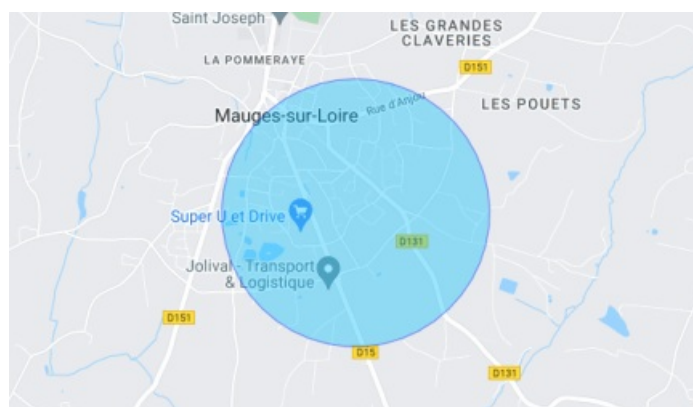 Saint Joseph
LES GRANDES
CLAVERIES
LA POMMERAYE
D151
Rue d'Anjou
LES POUETS
Mauges-sur-Loire
Super U et Drive
D131
Jolival - Transport
& Logistique
D151
D15
D131